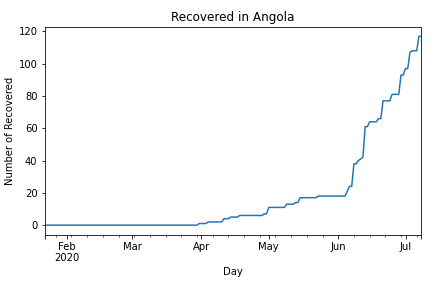 Recovered in Angola
Number of Recovered
120
100
80
60
40
20
0
Feb
2020
Mar
Apr
May
Jun
Jul
Day